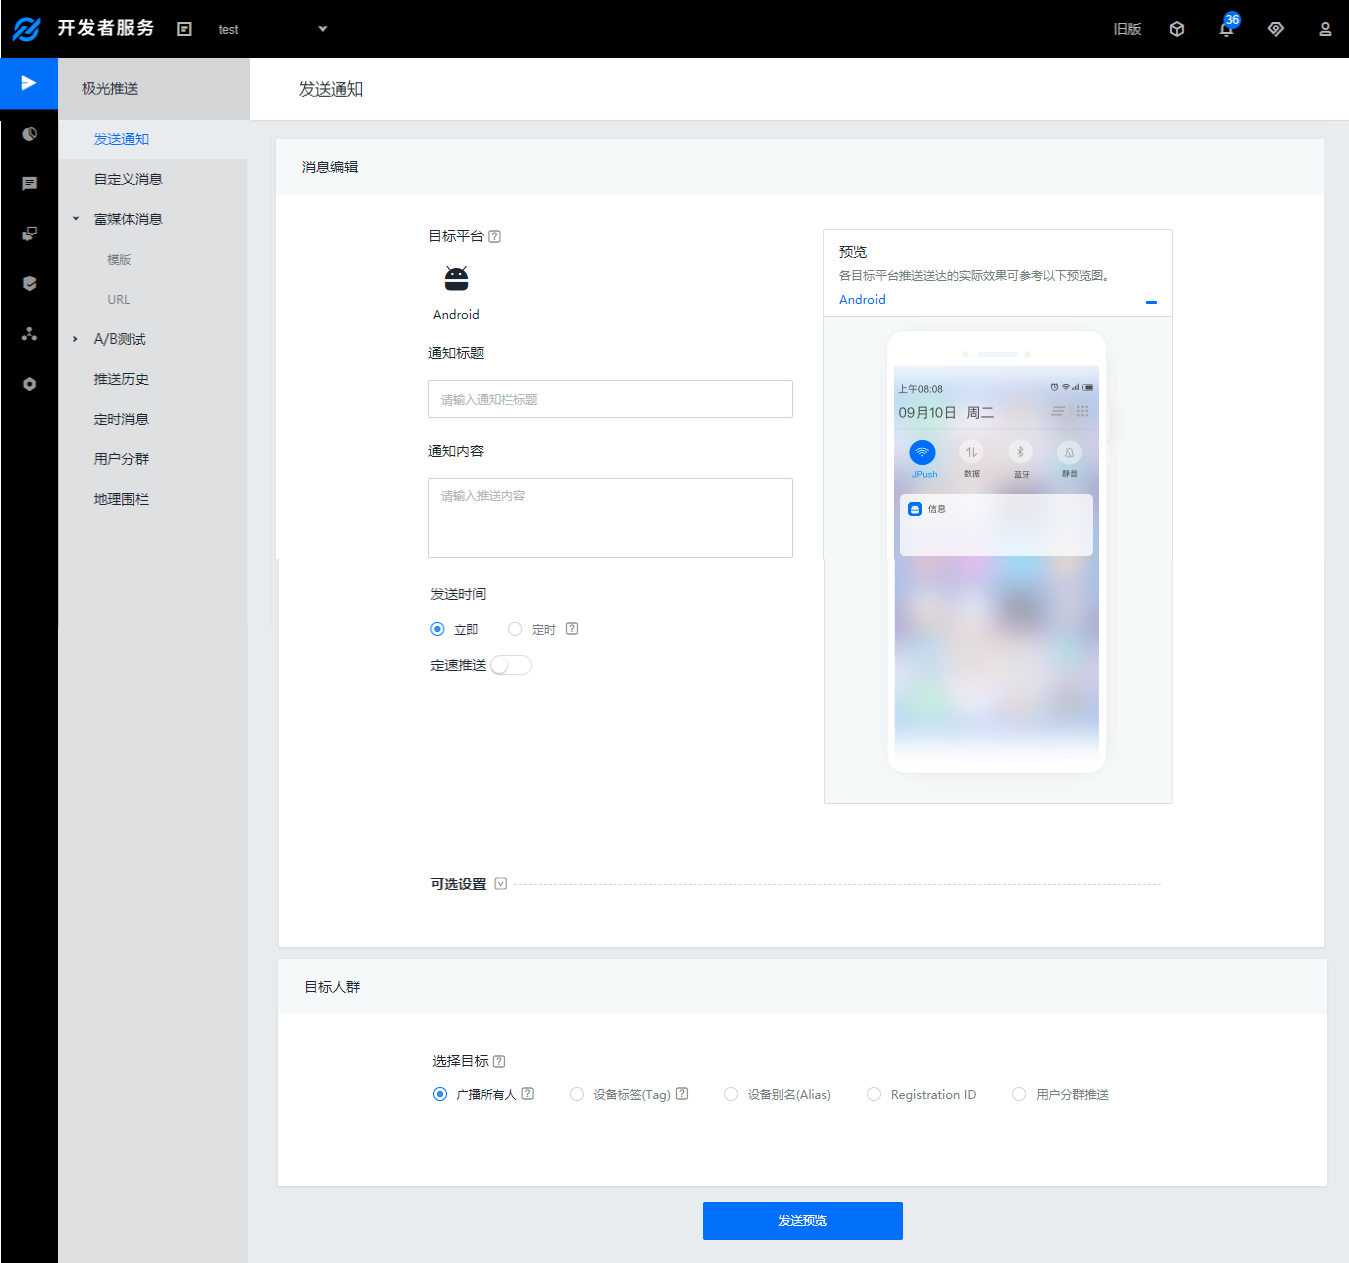 开发者服务
test
旧版
36
极光推送
发送通知
发送通知
自定义消息
富媒体消息
模版
URL
A/B测试
推送历史
定时消息
用户分群
地理围栏
消息编辑
目标平台 ?
Android
通知标题
请输入通知栏标题
通知内容
请输入推送内容
发送时间
立即
定时 ?
定速推送
预览
各目标平台推送送达的实际效果可参考以下预览图。
Android
上午08:08
09月10日 周二
JPush
数据
蓝牙
静音
信息
可选设置
目标人群
选择目标 ?
广播所有人 ?
设备标签(Tag) ?
设备别名(Alias)
Registration ID
用户分群推送
发送预览